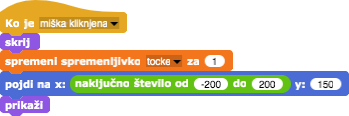 Ko je miška kliknjena
skrij
spremeni spremenljivko tocke za 1
pojdi na x: naključno število od -200 do 200 y: 150
prikaži